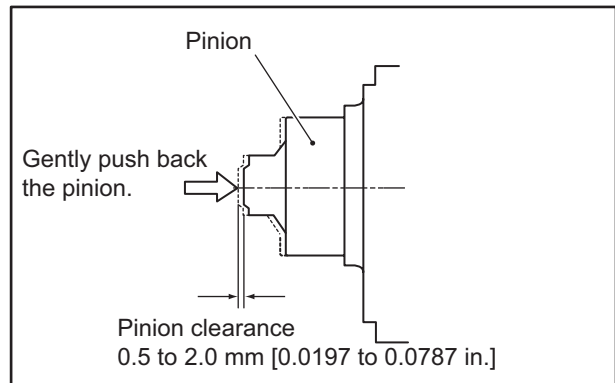 Pinion
Gently push back
the pinion.
Pinion clearance
0.5 to 2.0 mm [0.0197 to 0.0787 in.]